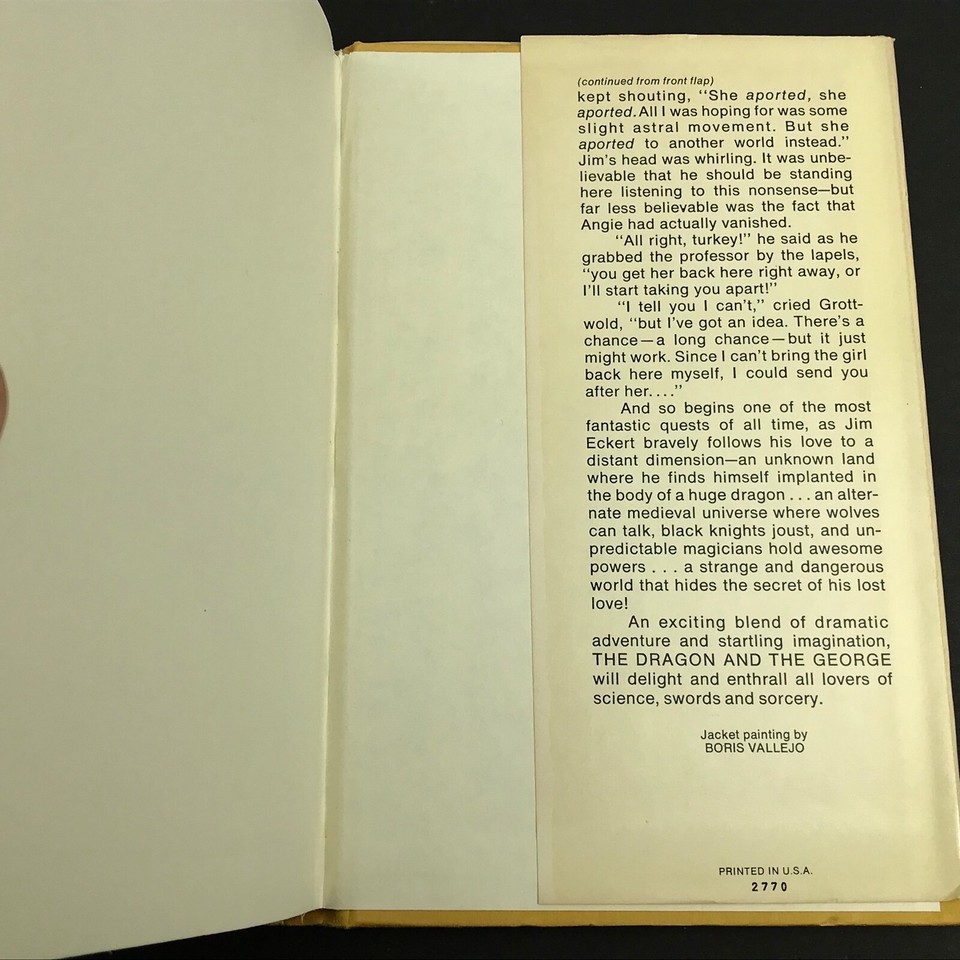 (continued from front flap)
kept shouting, “She aported, she
aported. All I was hoping for was some
slight astral movement. But she
aported to another world instead.”
Jim’s head was whirling. It was unbe-
lievable that he should be standing
here listening to this nonsense—but
far less believable was the fact that
Angie had actually vanished.
“All right, turkey!” he said as he
grabbed the professor by the lapels,
“you get her back here right away, or
I’ll start taking you apart!”
“I tell you I can’t,” cried Grott-
wold, “but I’ve got an idea. There’s a
chance—a long chance—but it just
might work. Since I can’t bring the girl
back here myself, I could send you
after her. . . .”
And so begins one of the most
fantastic quests of all time, as Jim
Eckert bravely follows his love to a
distant dimension—an unknown land
where he finds himself implanted in
the body of a huge dragon . . . an alter-
nate medieval universe where wolves
can talk, black knights joust, and un-
predictable magicians hold awesome
powers . . . a strange and dangerous
world that hides the secret of his lost
love!
An exciting blend of dramatic
adventure and startling imagination,
THE DRAGON AND THE GEORGE
will delight and enthrall all lovers of
science, swords and sorcery.
Jacket painting by
BORIS VALLEJO
PRINTED IN U.S.A.
2770